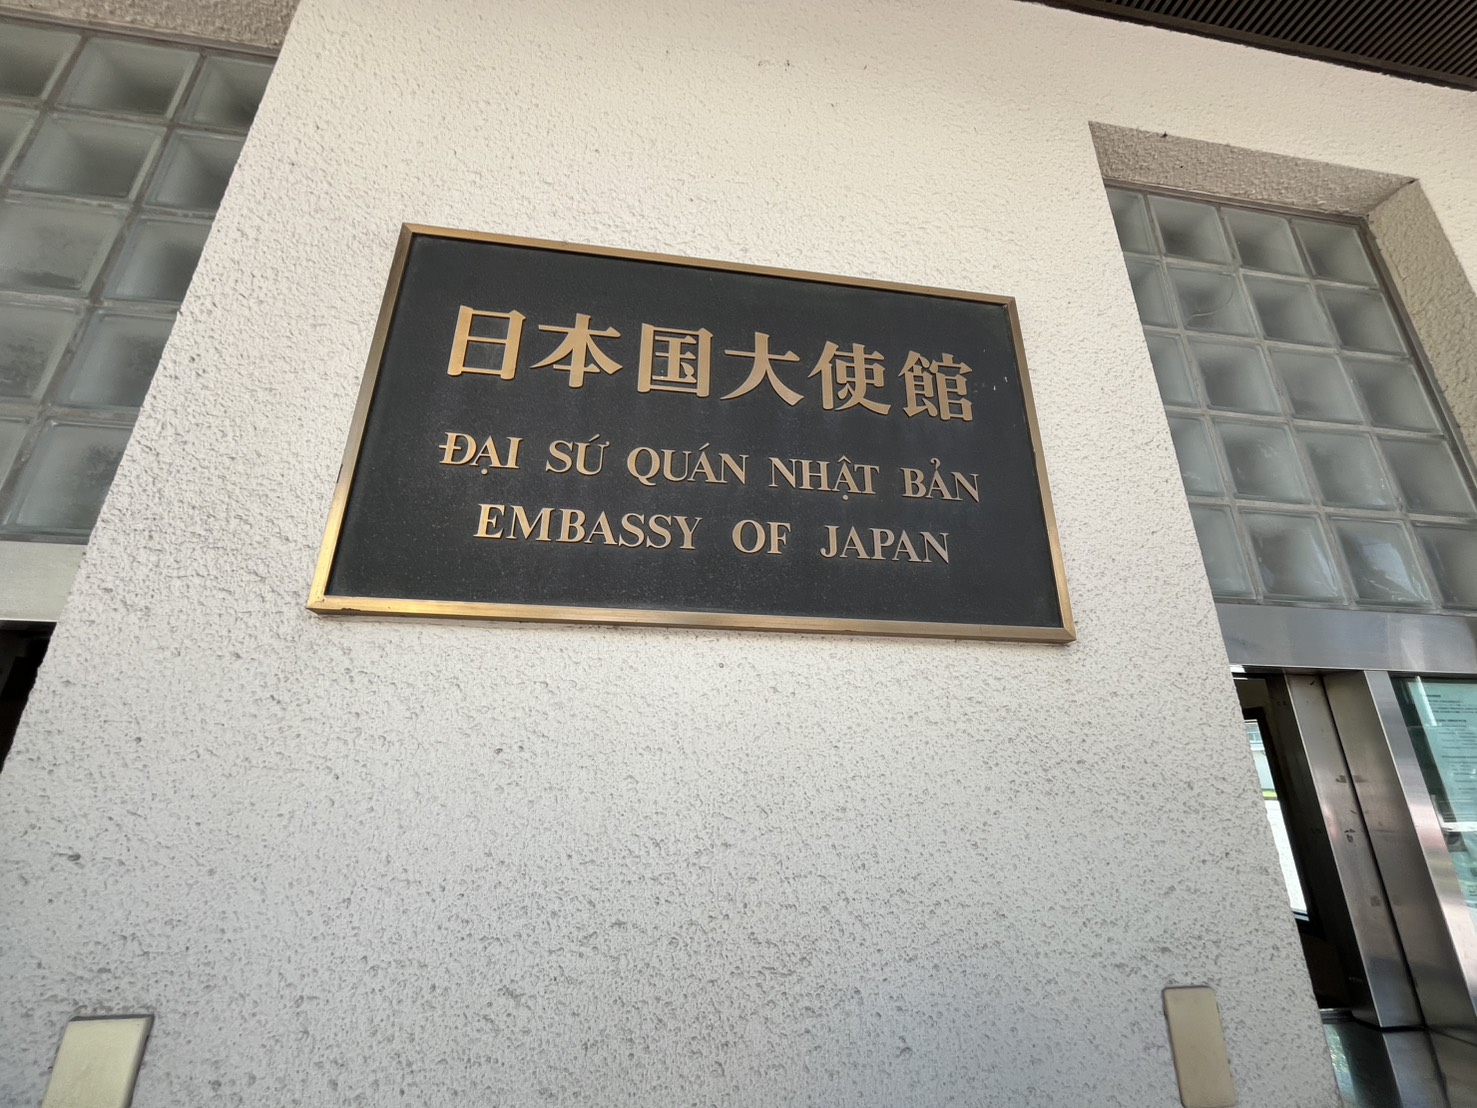 日本国大使館
ĐẠI SỨ QUÁN NHẬT BẢN
EMBASSY OF JAPAN